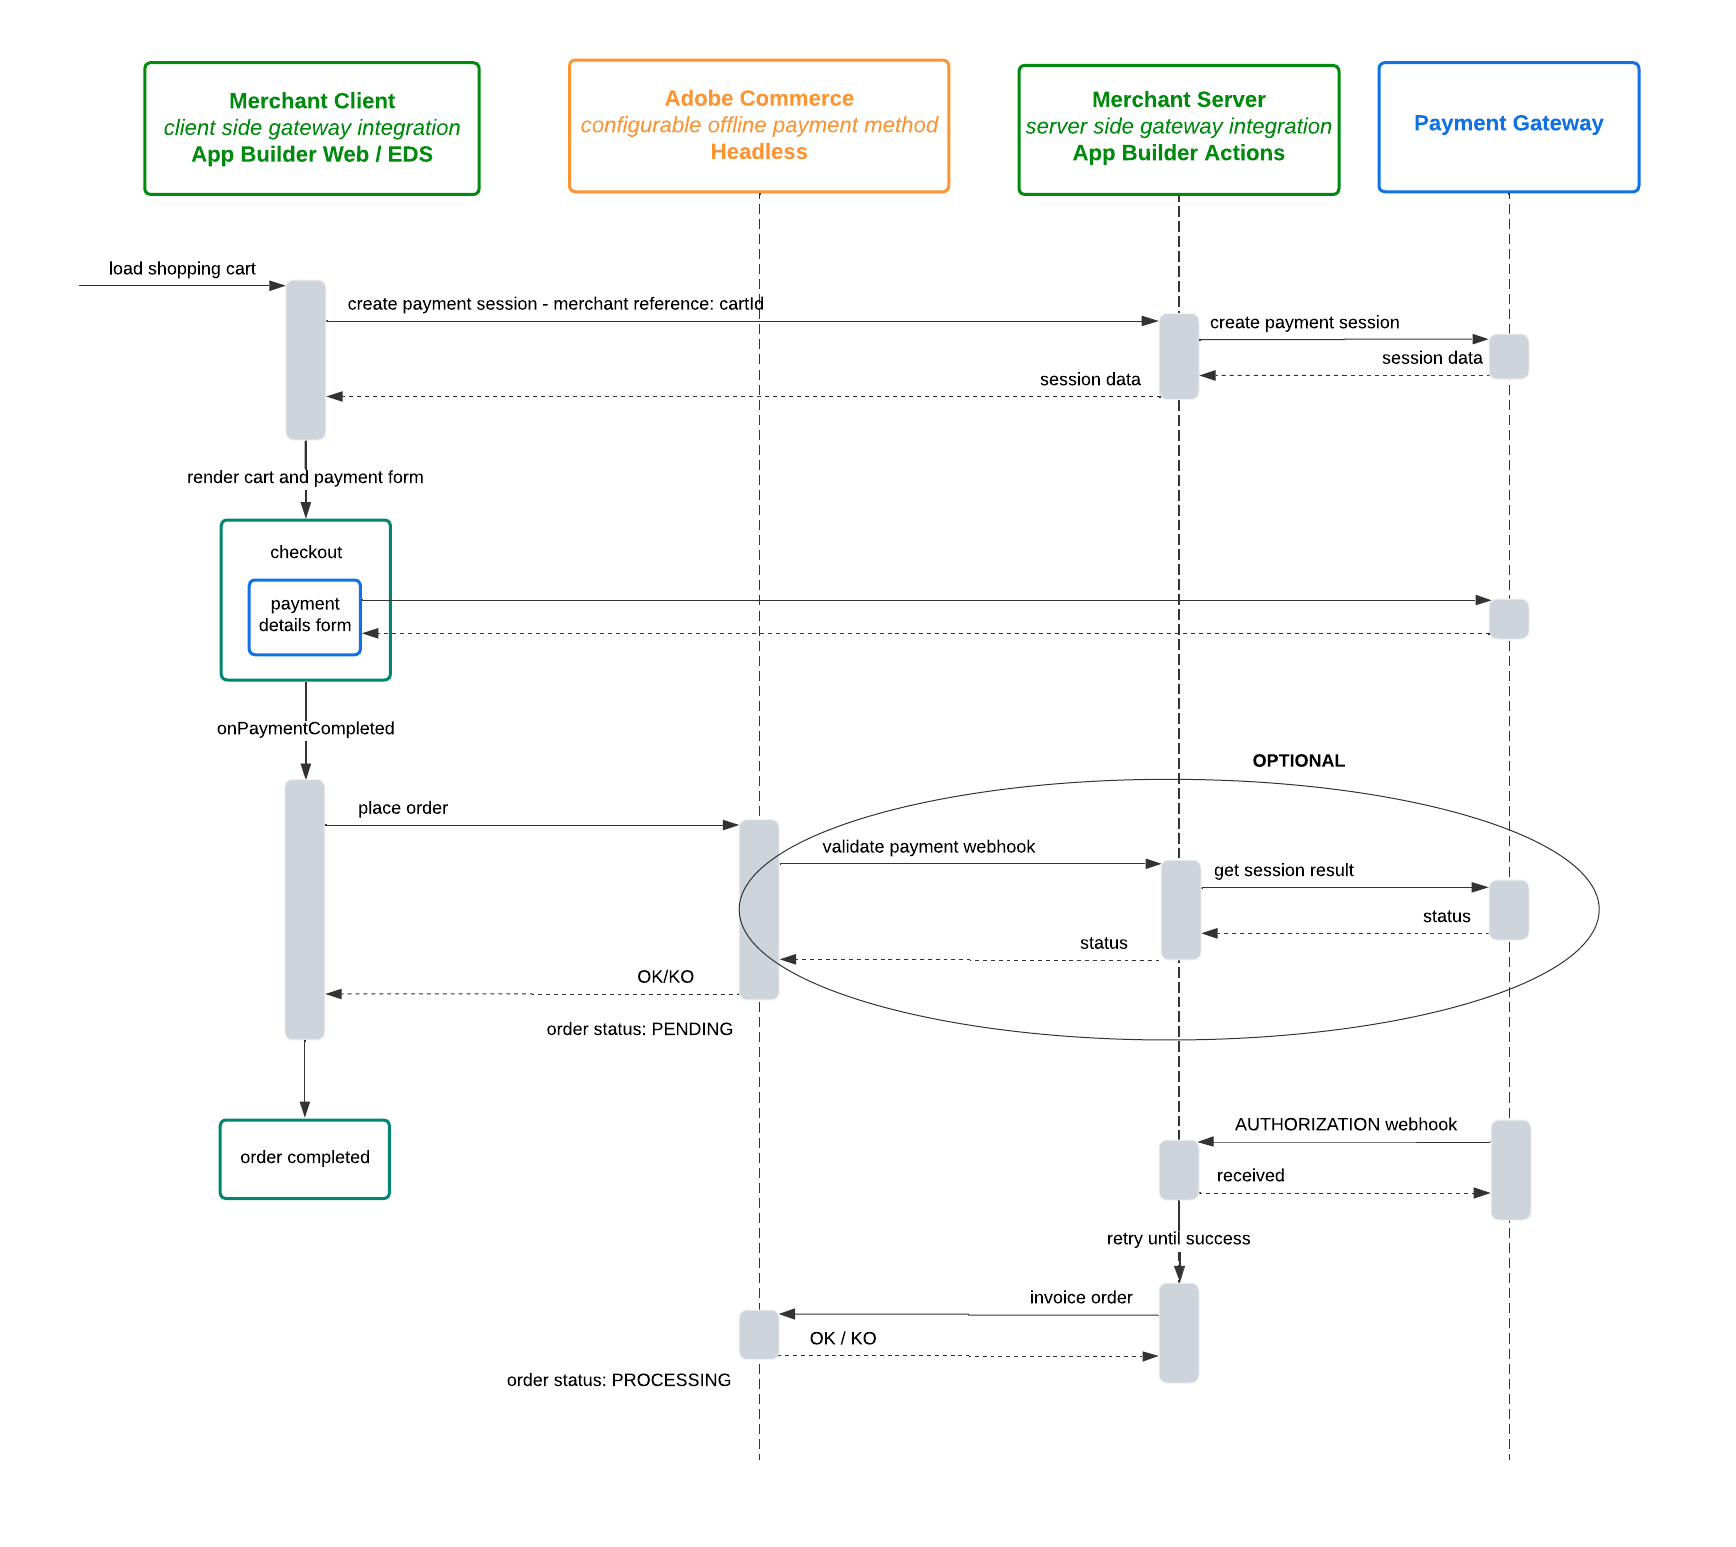 Merchant Client
client side gateway integration
App Builder Web / EDS
Adobe Commerce
configurable offline payment method
Headless
Merchant Server
server side gateway integration
App Builder Actions
Payment Gateway
load shopping cart
create payment session - merchant reference: cartId
create payment session
session data
session data
render cart and payment form
checkout
payment
details form
onPaymentCompleted
OPTIONAL
place order
validate payment webhook
get session result
status
status
OK/KO
order status: PENDING
AUTHORIZATION webhook
order completed
received
retry until success
invoice order
OK / KO
order status: PROCESSING